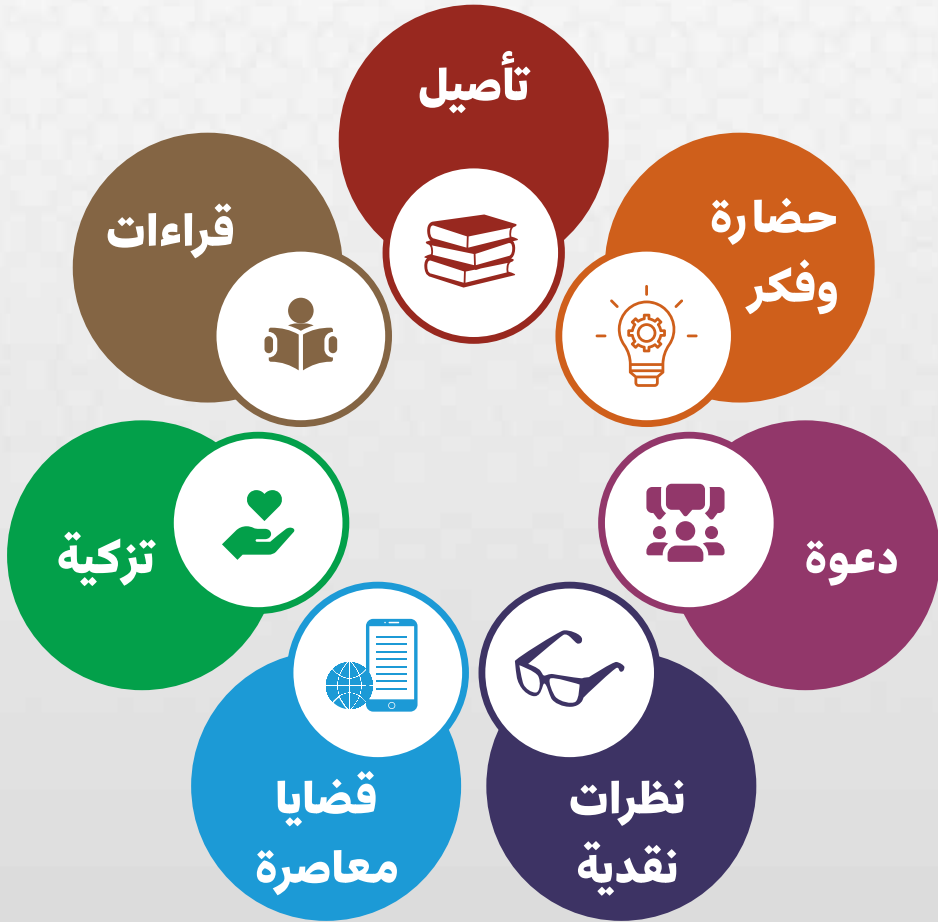 تأصيل
حضارة
وفكر
دعوة
نظرات
نقدية
قضايا
معاصرة
تزكية
قراءات